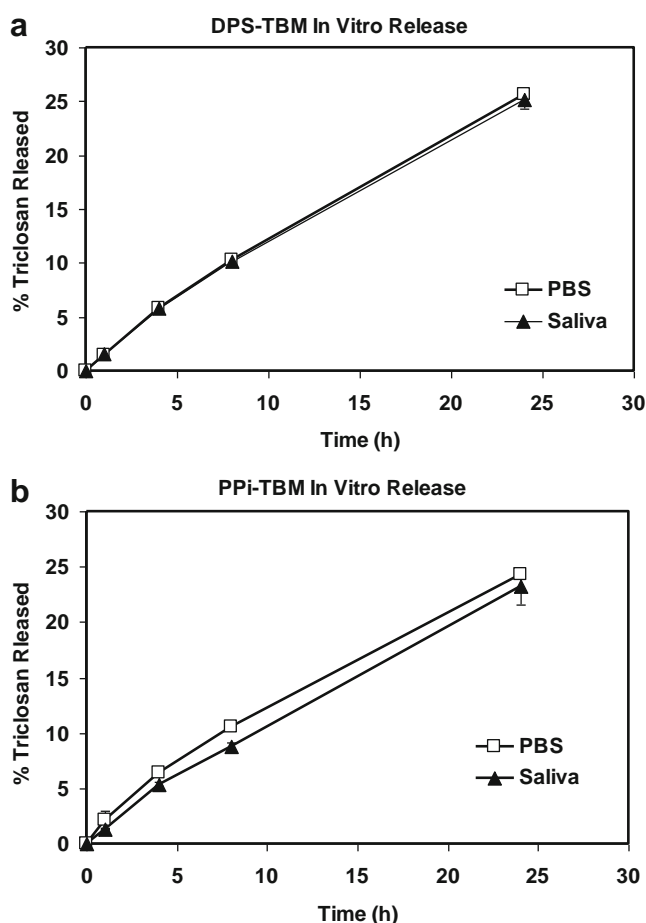 a
DPS-TBM In Vitro Release
30
25
20
15
10
5
0
% Triclosan Rleased
PBS
Saliva
0 5 10 15 20 25 30
Time (h)
b
PPi-TBM In Vitro Release
30
25
20
15
10
5
0
% Triclosan Rleased
PBS
Saliva
0 5 10 15 20 25 30
Time (h)